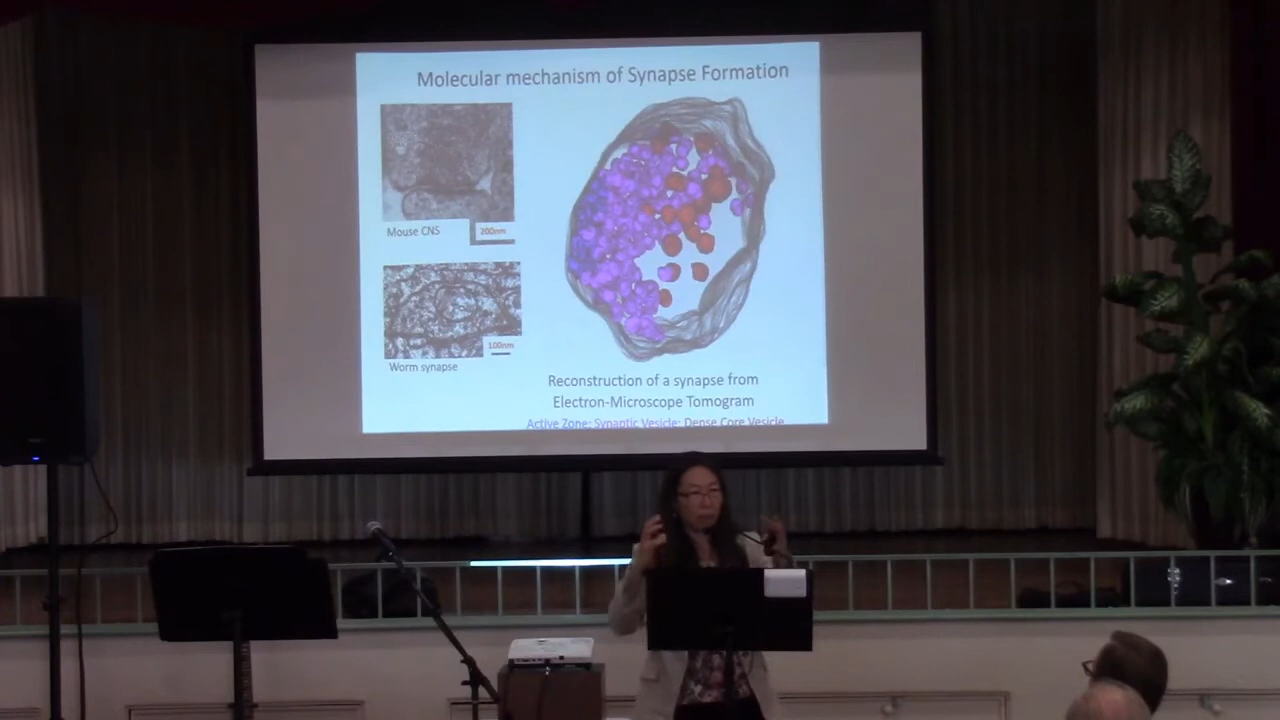 Molecular mechanism of Synapse Formation
Mouse CNS
200nm
100nm
Worm synapse
Reconstruction of a synapse from
Electron-Microscope Tomogram
Active Zone; Synaptic Vesicle; Dense Core Vesicle